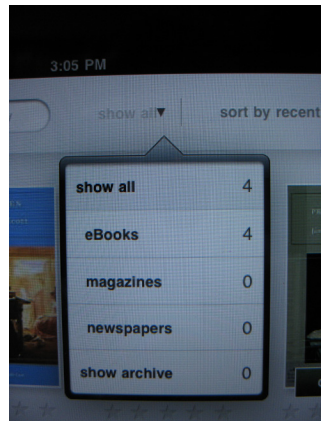 3:05 PM
show all
sort by recent
show all 4
eBooks 4
magazines 0
newspapers 0
show archive 0